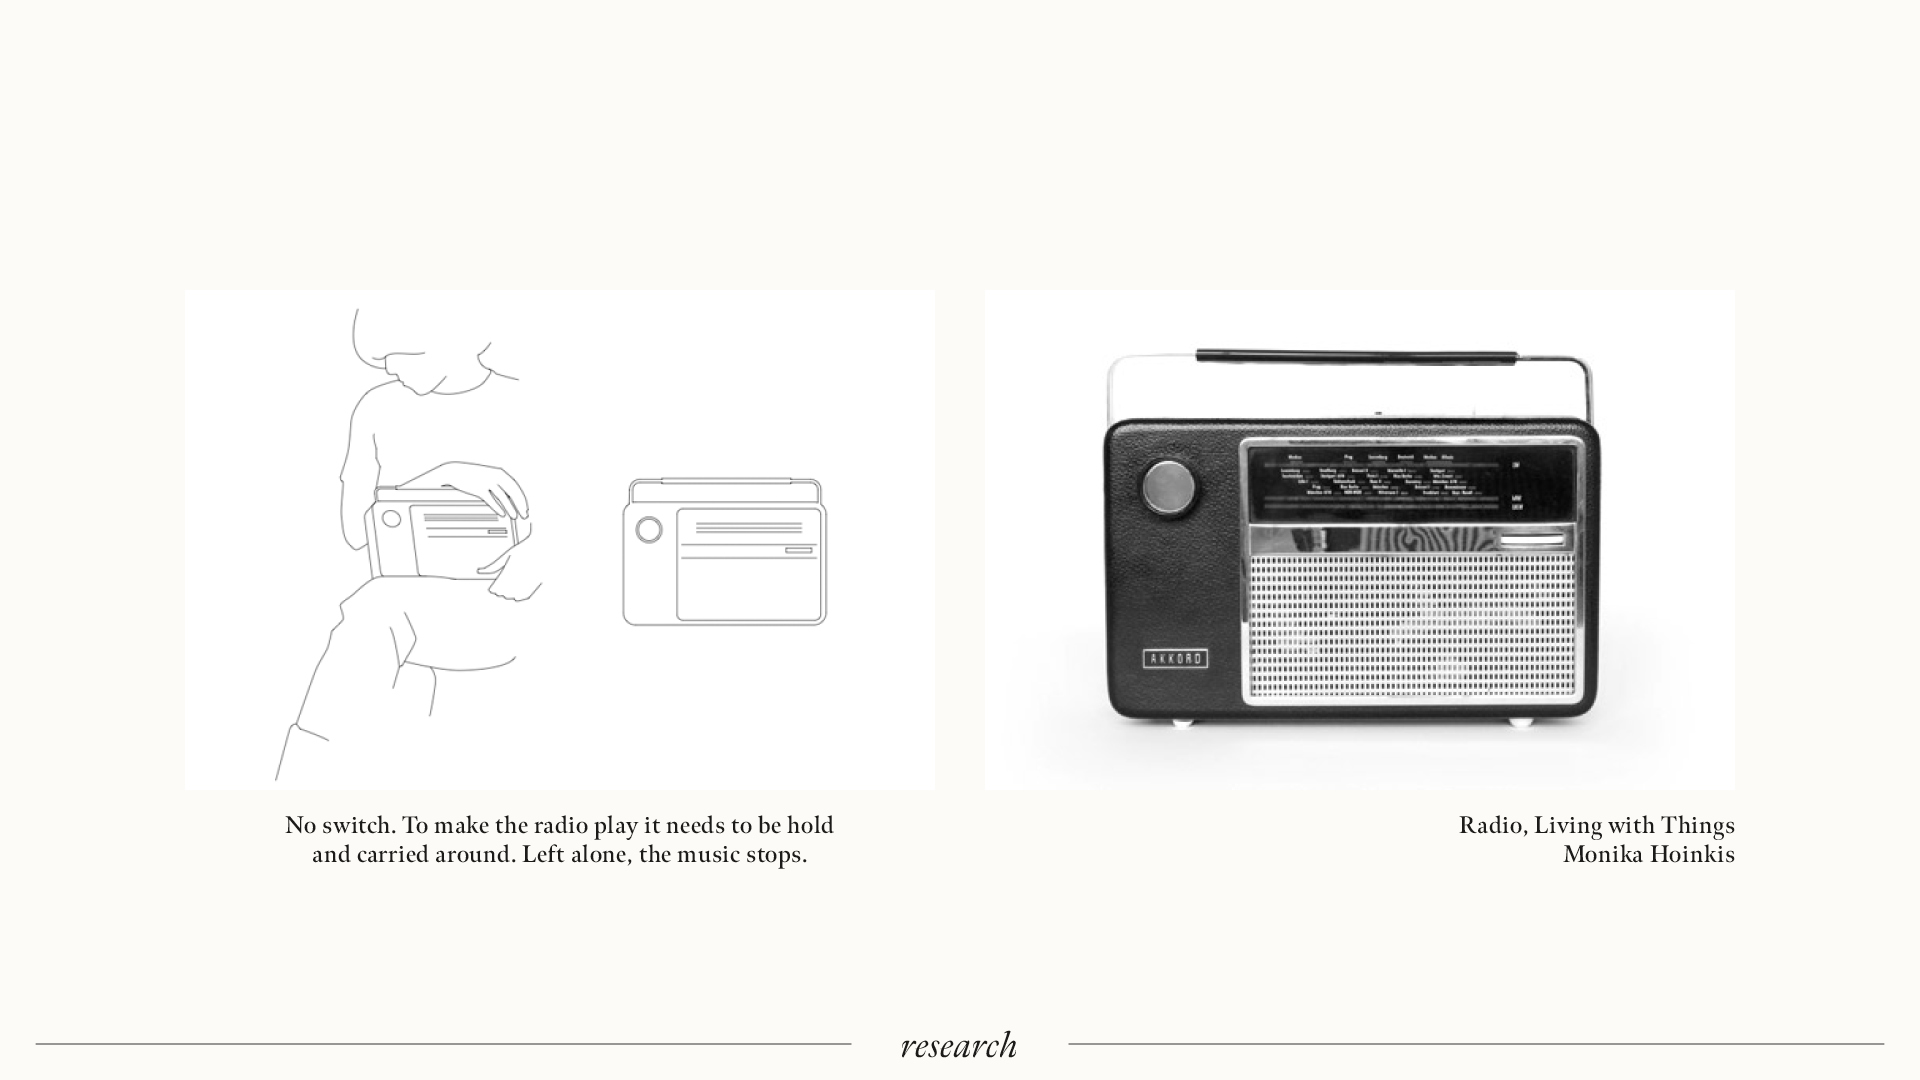 AKKORD
No switch. To make the radio play it needs to be hold
and carried around. Left alone, the music stops.
Radio, Living with Things
Monika Hoinkis
research